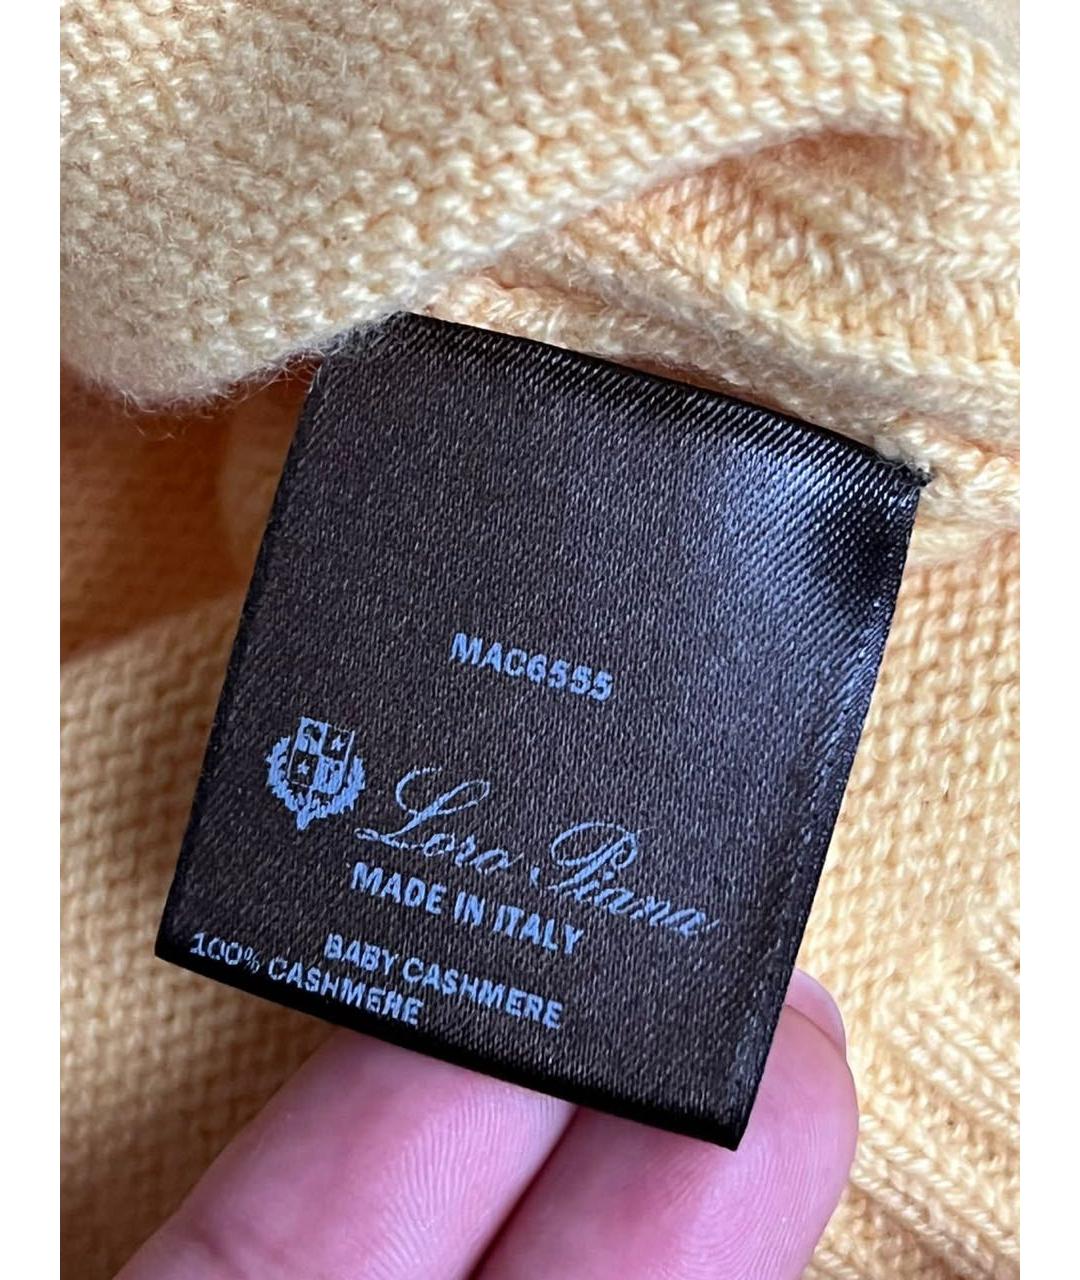 MAC6555
Loro Piana
MADE IN ITALY
BABY CASHMERE
100% CASHMERE